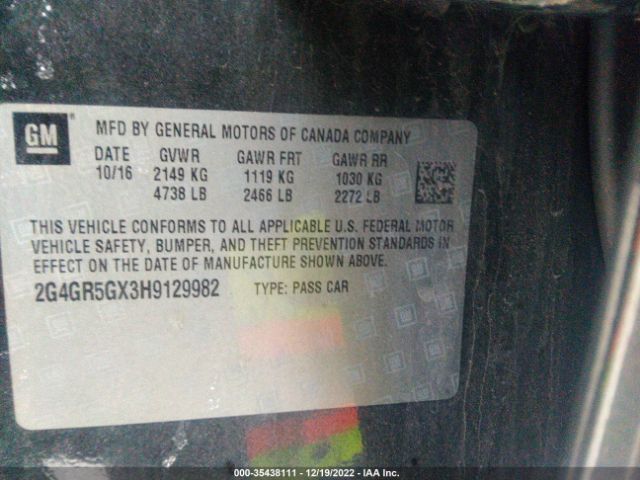 GM
MFD BY GENERAL MOTORS OF CANADA COMPANY
DATE GVWR GAWR FRT GAWR RR
10/16 2149 KG 1119 KG 1030 KG
4738 LB 2466 LB 2272 LB
THIS VEHICLE CONFORMS TO ALL APPLICABLE U.S. FEDERAL MOTOR
VEHICLE SAFETY, BUMPER, AND THEFT PREVENTION STANDARDS IN
EFFECT ON THE DATE OF MANUFACTURE SHOWN ABOVE.
2G4GR5GX3H9129982 TYPE: PASS CAR
000-35438111 - 12/19/2022 - IAA Inc.